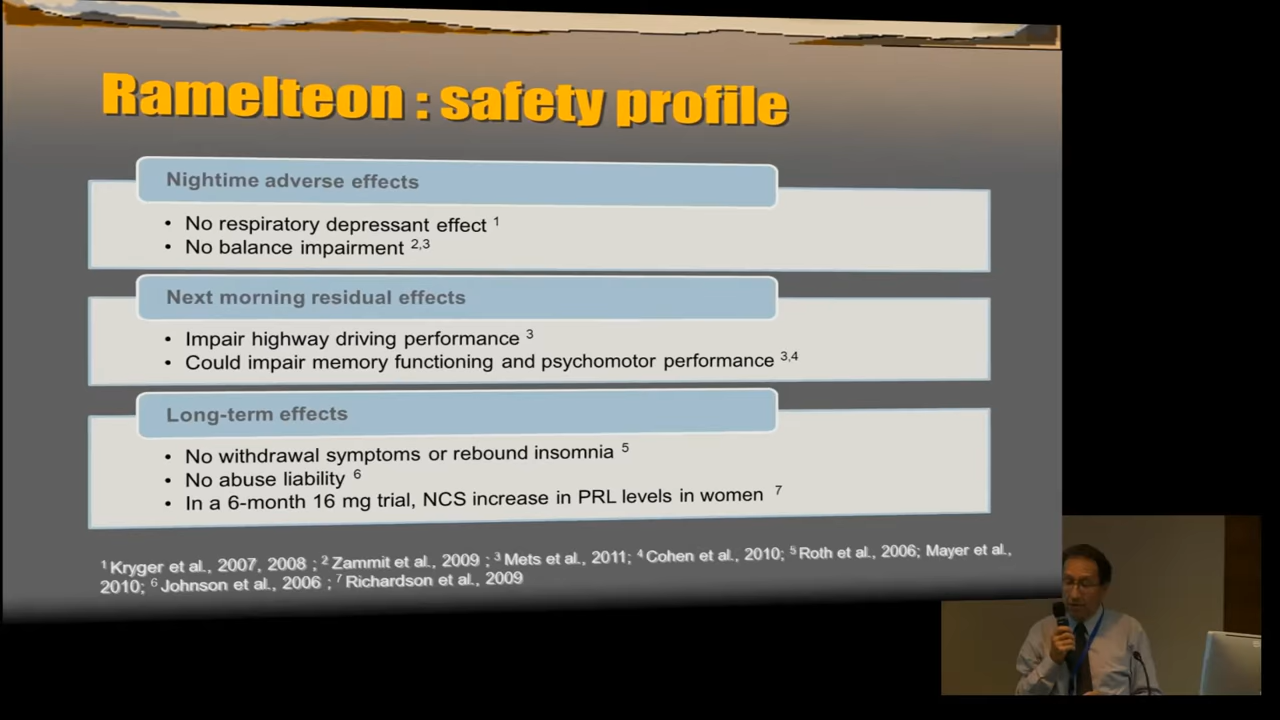 Ramelteon : safety profile
Nightime adverse effects
• No respiratory depressant effect 1
• No balance impairment 2,3
Next morning residual effects
• Impair highway driving performance 3
• Could impair memory functioning and psychomotor performance 3,4
Long-term effects
• No withdrawal symptoms or rebound insomnia 5
• No abuse liability 6
• In a 6-month 16 mg trial, NCS increase in PRL levels in women 7
1 Kryger et al., 2007, 2008 ; 2 Zammit et al., 2009 ; 3 Mets et al., 2011; 4 Cohen et al., 2010; 5 Roth et al., 2006; Mayer et al.,
2010; 6 Johnson et al., 2006 ; 7 Richardson et al., 2009